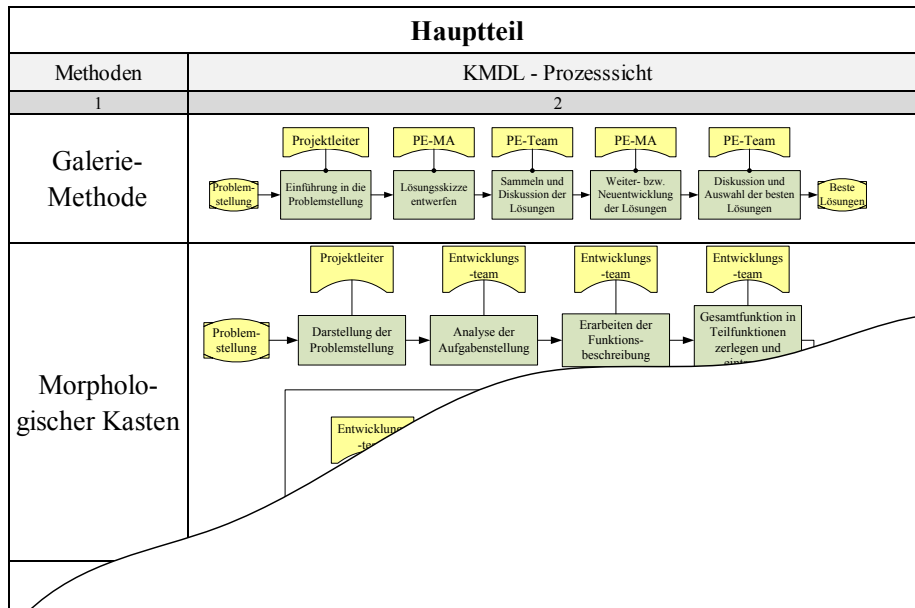 Hauptteil
Methoden
KMDL - Prozesssicht
1
2
Galerie-
Methode
Projektleiter
PE-MA
PE-Team
PE-MA
PE-Team
Problem-
stellung
Einführung in die
Problemstellung
Lösungsskizze
entwerfen
Sammeln und
Diskussion der
Lösungen
Weiter- bzw.
Neuentwicklung
der Lösungen
Diskussion und
Auswahl der besten
Lösungen
Beste
Lösungen
Morpholo-
gischer Kasten
Projektleiter
Entwicklungs
-team
Entwicklungs
-team
Entwicklungs
-team
Problem-
stellung
Darstellung der
Problemstellung
Analyse der
Aufgabenstellung
Erarbeiten der
Funktions-
beschreibung
Gesamtfunktion in
Teilfunktionen
zerlegen und
Entwicklung